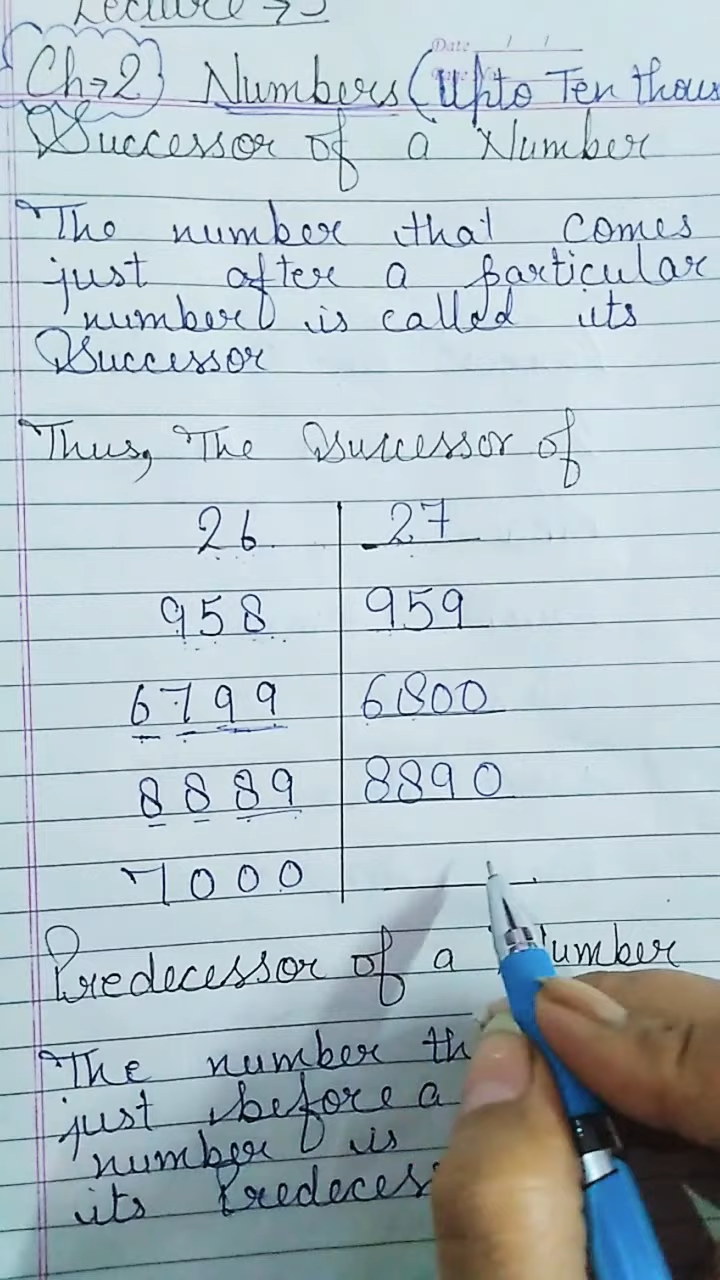 Lecture → 3
Date / /
Ch→2) Numbers (Upto Ten thous
Successor of a Number
The number that comes
just after a particular
number is called its
Successor
Thus, The Successor of
26 27
958 959
6799 6800
8889 8890
7000
Predecessor of a Number
The number th
just before a
number is
its Predeces